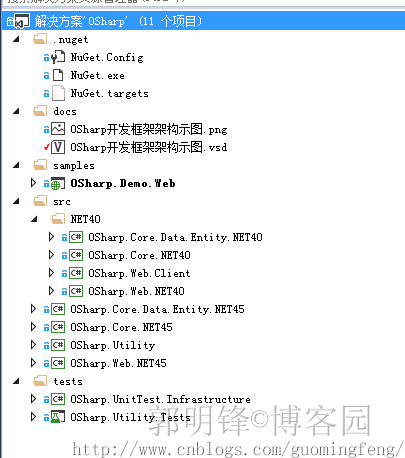 解决方案'OSharp' (11 个项目)
.nuget
NuGet.Config
NuGet.exe
NuGet.targets
docs
OSharp开发框架架构示图.png
OSharp开发框架架构示图.vsd
samples
OSharp.Demo.Web
src
NET40
OSharp.Core.Data.Entity.NET40
OSharp.Core.NET40
OSharp.Web.Client
OSharp.Web.NET40
OSharp.Core.Data.Entity.NET45
OSharp.Core.NET45
OSharp.Utility
OSharp.Web.NET45
tests
OSharp.UnitTest.Infrastructure
OSharp.Utility.Tests
郭明锋©博客园
http://www.cnblogs.com/guomingfeng/